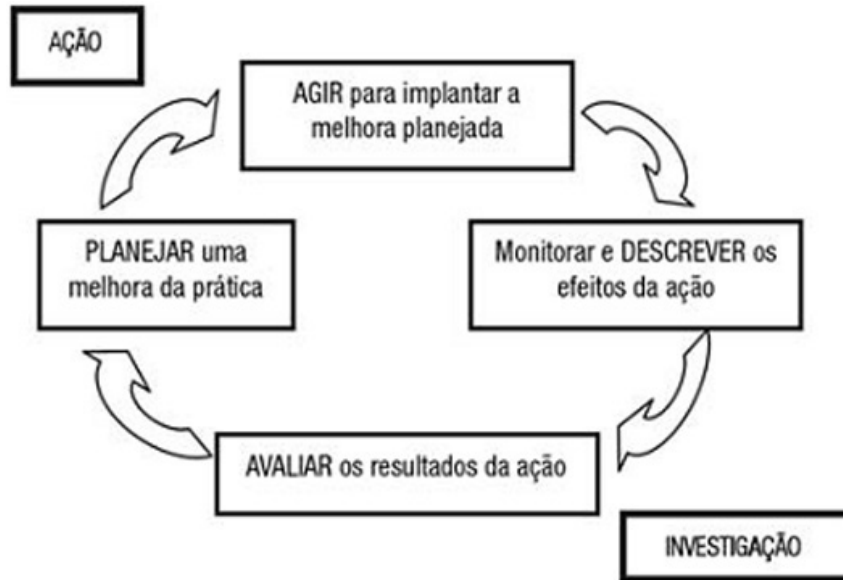 AÇÃO
AGIR para implantar a
melhora planejada
PLANEJAR uma
melhora da prática
Monitorar e DESCREVER os
efeitos da ação
AVALIAR os resultados da ação
INVESTIGAÇÃO